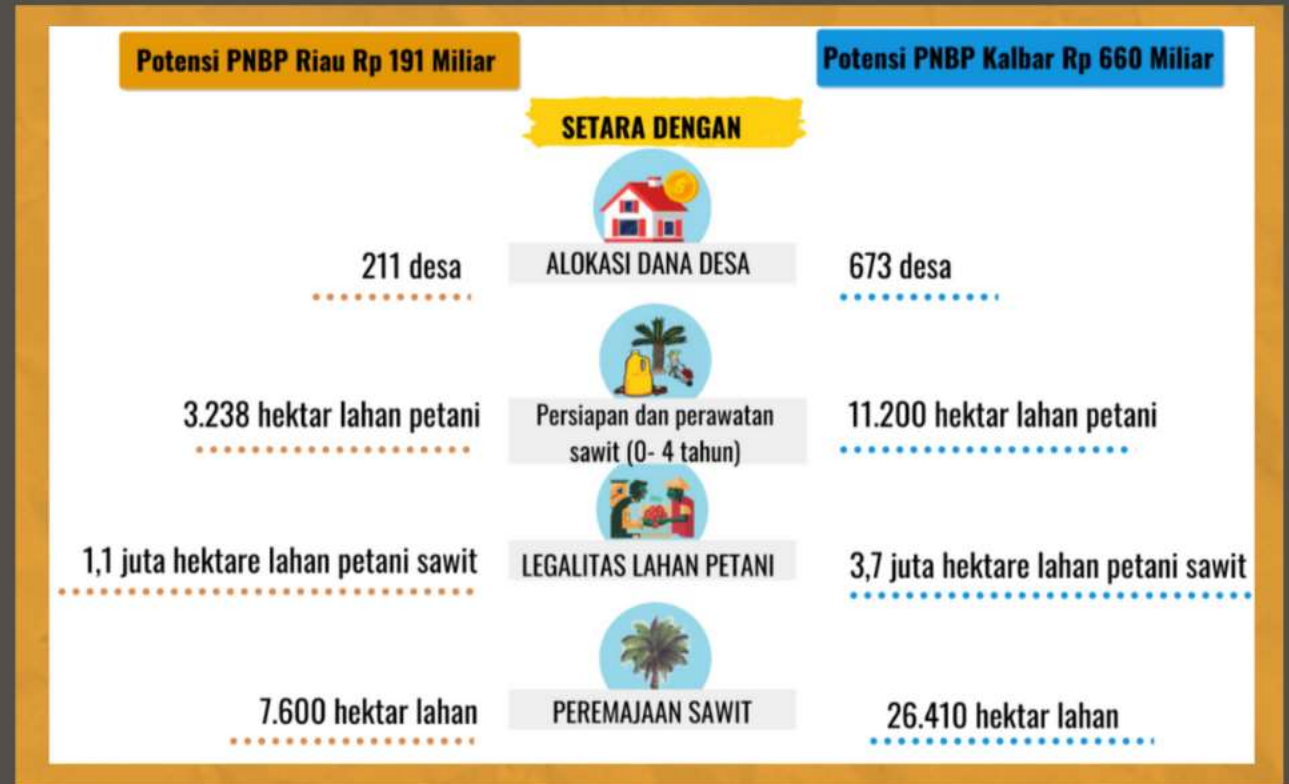 Potensi PNBP Riau Rp 191 Miliar
Potensi PNBP Kalbar Rp 660 Miliar
SETARA DENGAN
211 desa
ALOKASI DANA DESA
673 desa
3.238 hektar lahan petani
Persiapan dan perawatan
sawit (0- 4 tahun)
11.200 hektar lahan petani
1,1 juta hektare lahan petani sawit
LEGALITAS LAHAN PETANI
3,7 juta hektare lahan petani sawit
7.600 hektar lahan
PEREMAJAAN SAWIT
26.410 hektar lahan